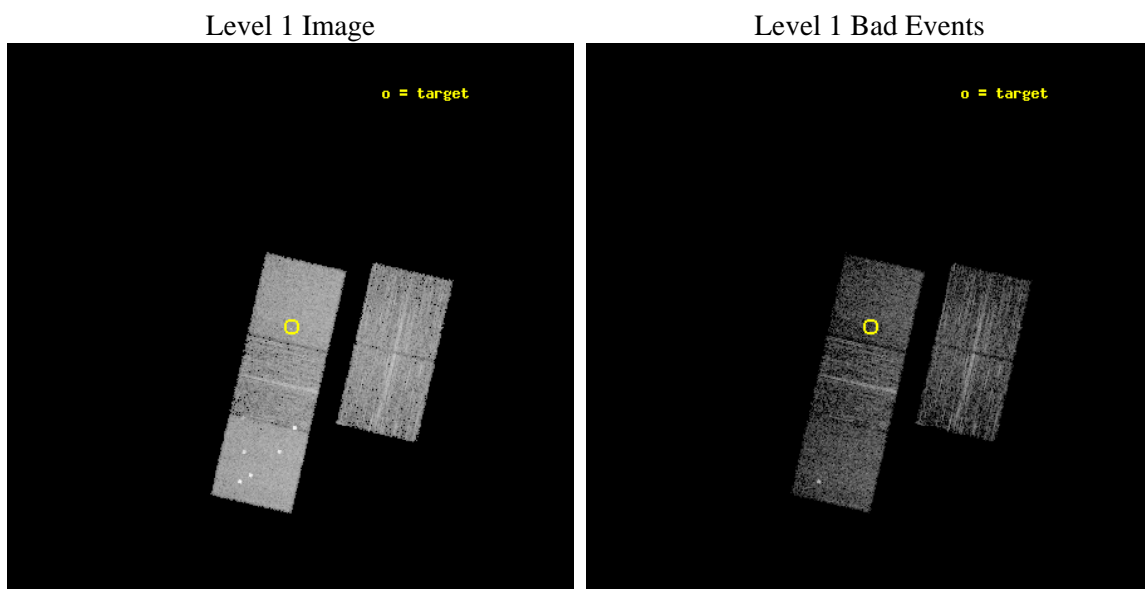 Level 1 Image
Level 1 Bad Events
o = target
o = target